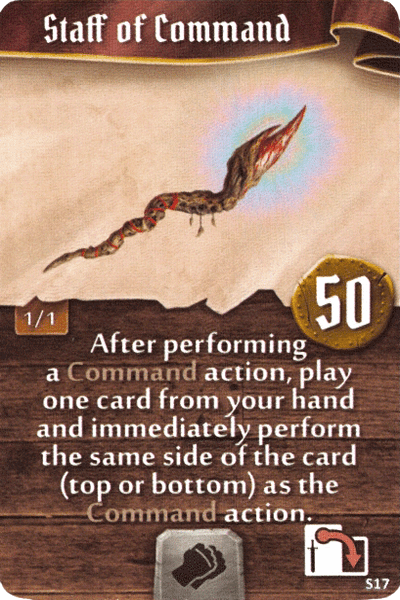 Staff of Command
50
1/1
After performing
a Command action, play
one card from your hand
and immediately perform
the same side of the card
(top or bottom) as the
Command action.
S17